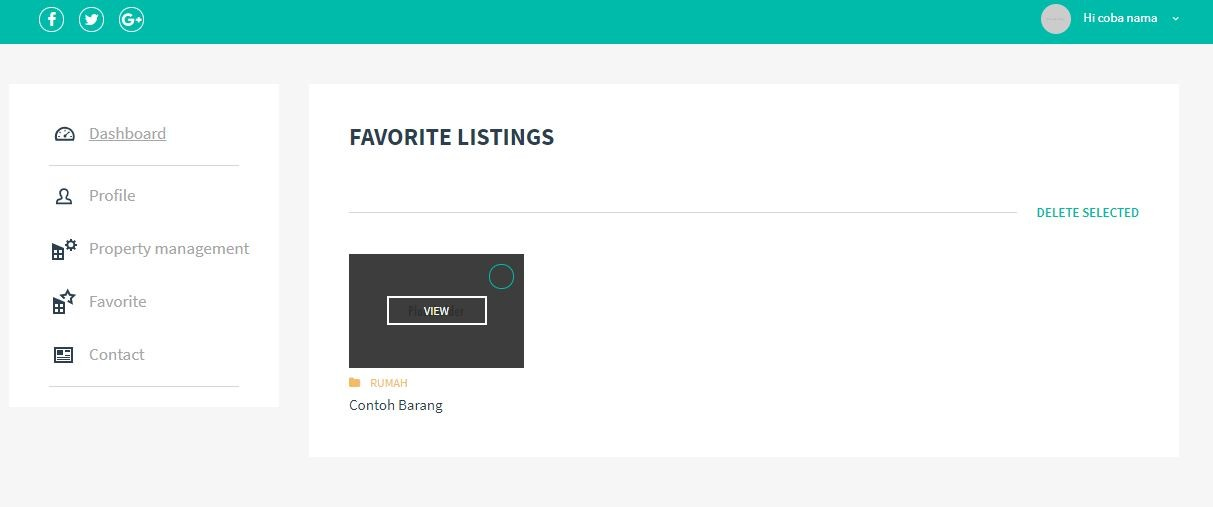 Hi coba nama
Dashboard
Profile
Property management
Favorite
Contact
FAVORITE LISTINGS
DELETE SELECTED
VIEW
RUMAH
Contoh Barang